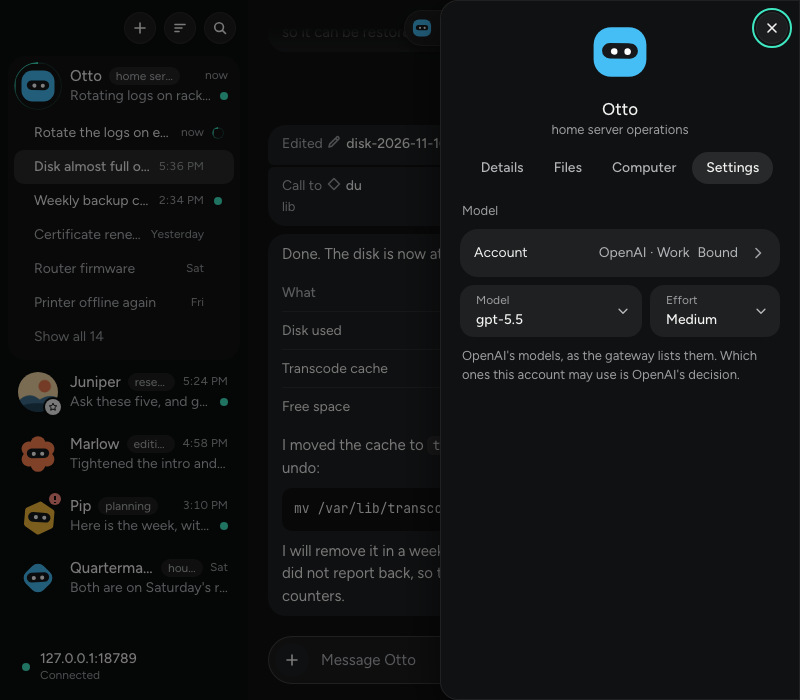 Otto home ser... now
Rotating logs on rack...
Rotate the logs on e... now
Disk almost full o... 5:36 PM
Weekly backup c... 2:34 PM
Certificate rene... Yesterday
Router firmware Sat
Printer offline again Fri
Show all 14
Juniper rese... 5:24 PM
Ask these five, and g...
Marlow editi... 4:58 PM
Tightened the intro and...
Pip planning 3:10 PM
Here is the week, wit...
Quarterma... hou... Sat
Both are on Saturday's r...
127.0.0.1:18789
Connected
so it can be restor
Edited disk-2026-11-1
Call to du
lib
Done. The disk is now at
What
Disk used
Transcode cache
Free space
I moved the cache to
undo:
mv /var/lib/transco
I will remove it in a week
did not report back, so t
counters.
Message Otto
Otto
home server operations
Details Files Computer Settings
Model
Account OpenAI · Work Bound
Model
gpt-5.5
Effort
Medium
OpenAI's models, as the gateway lists them. Which
ones this account may use is OpenAI's decision.